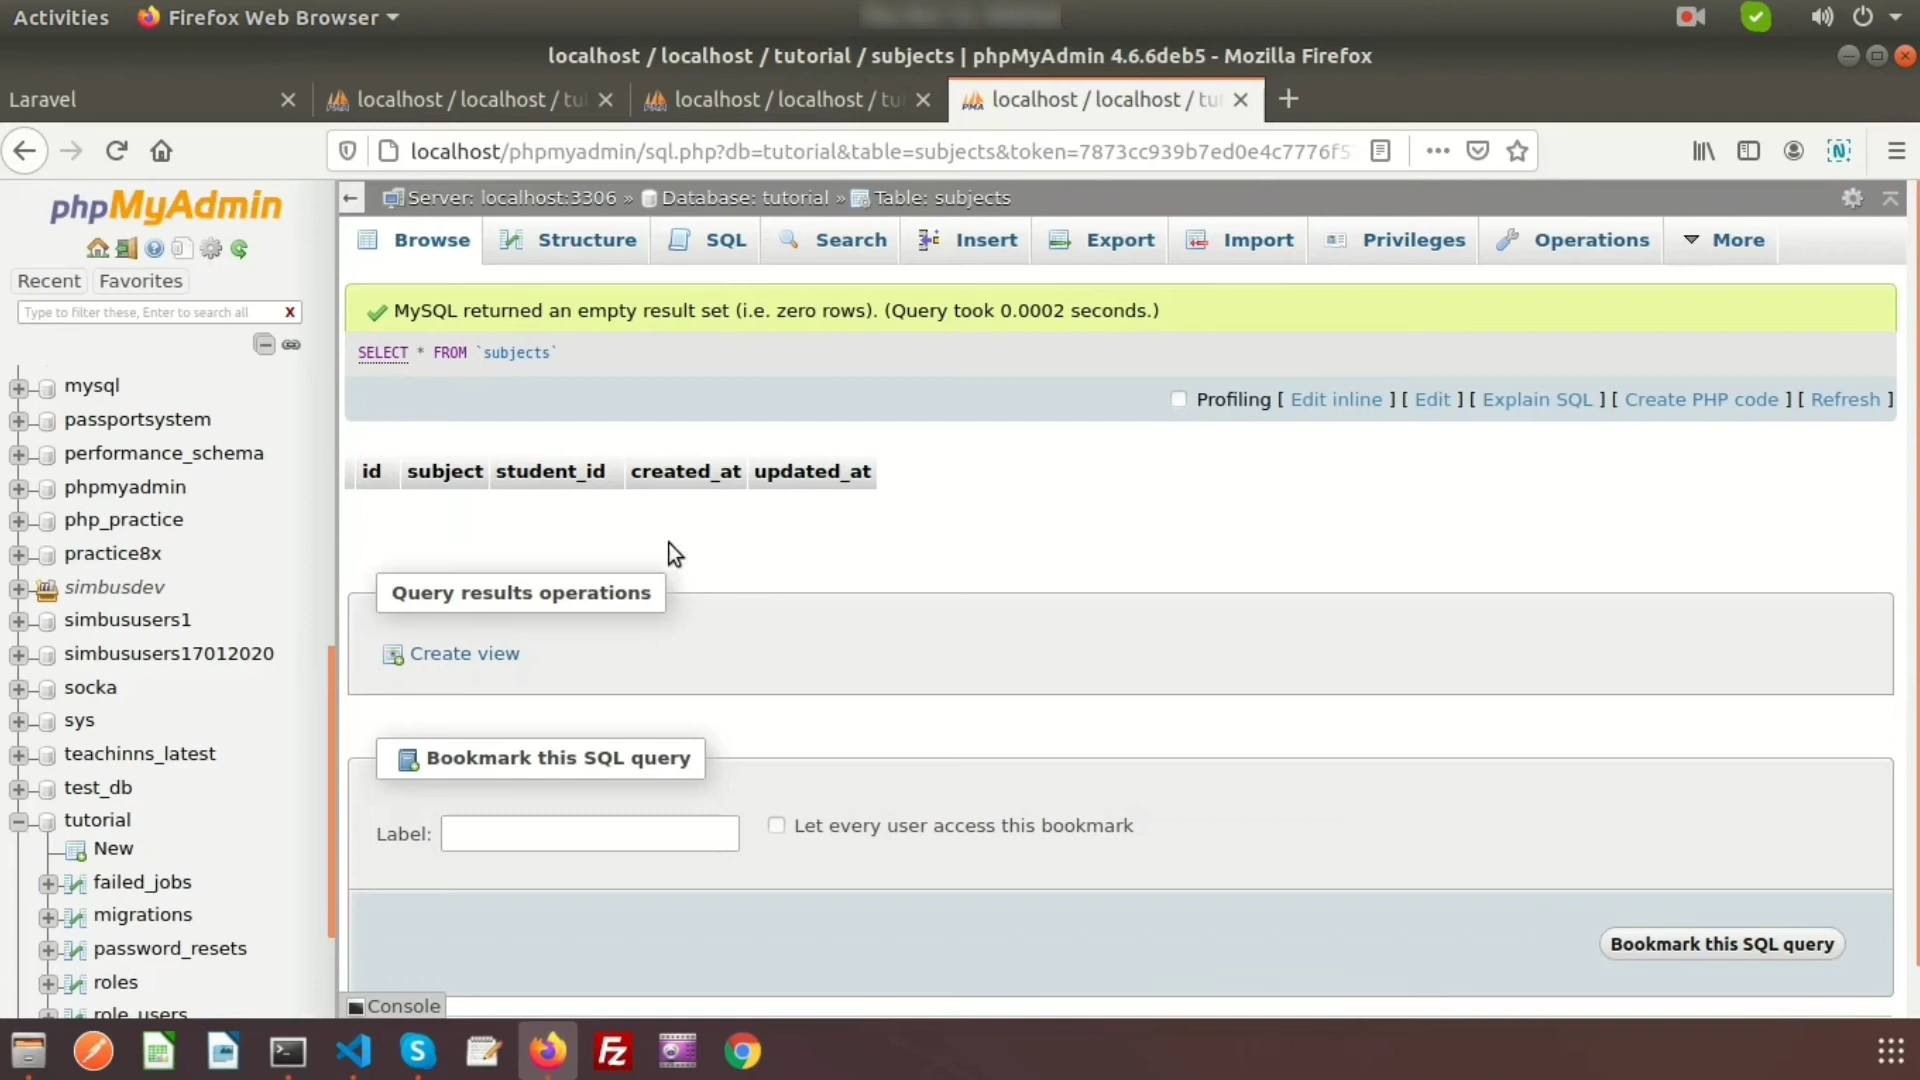 Activities Firefox Web Browser
localhost / localhost / tutorial / subjects | phpMyAdmin 4.6.6deb5 - Mozilla Firefox
Laravel localhost / localhost / tu localhost / localhost / tu localhost / localhost / tu
localhost/phpmyadmin/sql.php?db=tutorial&table=subjects&token=7873cc939b7ed0e4c7776f5
phpMyAdmin
Server: localhost:3306 » Database: tutorial » Table: subjects
Browse Structure SQL Search Insert Export Import Privileges Operations More
Recent Favorites
Type to filter these, Enter to search all X
MySQL returned an empty result set (i.e. zero rows). (Query took 0.0002 seconds.)
SELECT * FROM `subjects`
Profiling [ Edit inline ] [ Edit ] [ Explain SQL ] [ Create PHP code ] [ Refresh ]
id subject student_id created_at updated_at
Query results operations
Create view
Bookmark this SQL query
Label: Let every user access this bookmark
Bookmark this SQL query
Console
mysql
passportsystem
performance_schema
phpmyadmin
php_practice
practice8x
simbusdev
simbususers1
simbususers17012020
socka
sys
teachinns_latest
test_db
tutorial
New
failed_jobs
migrations
password_resets
roles
role_users